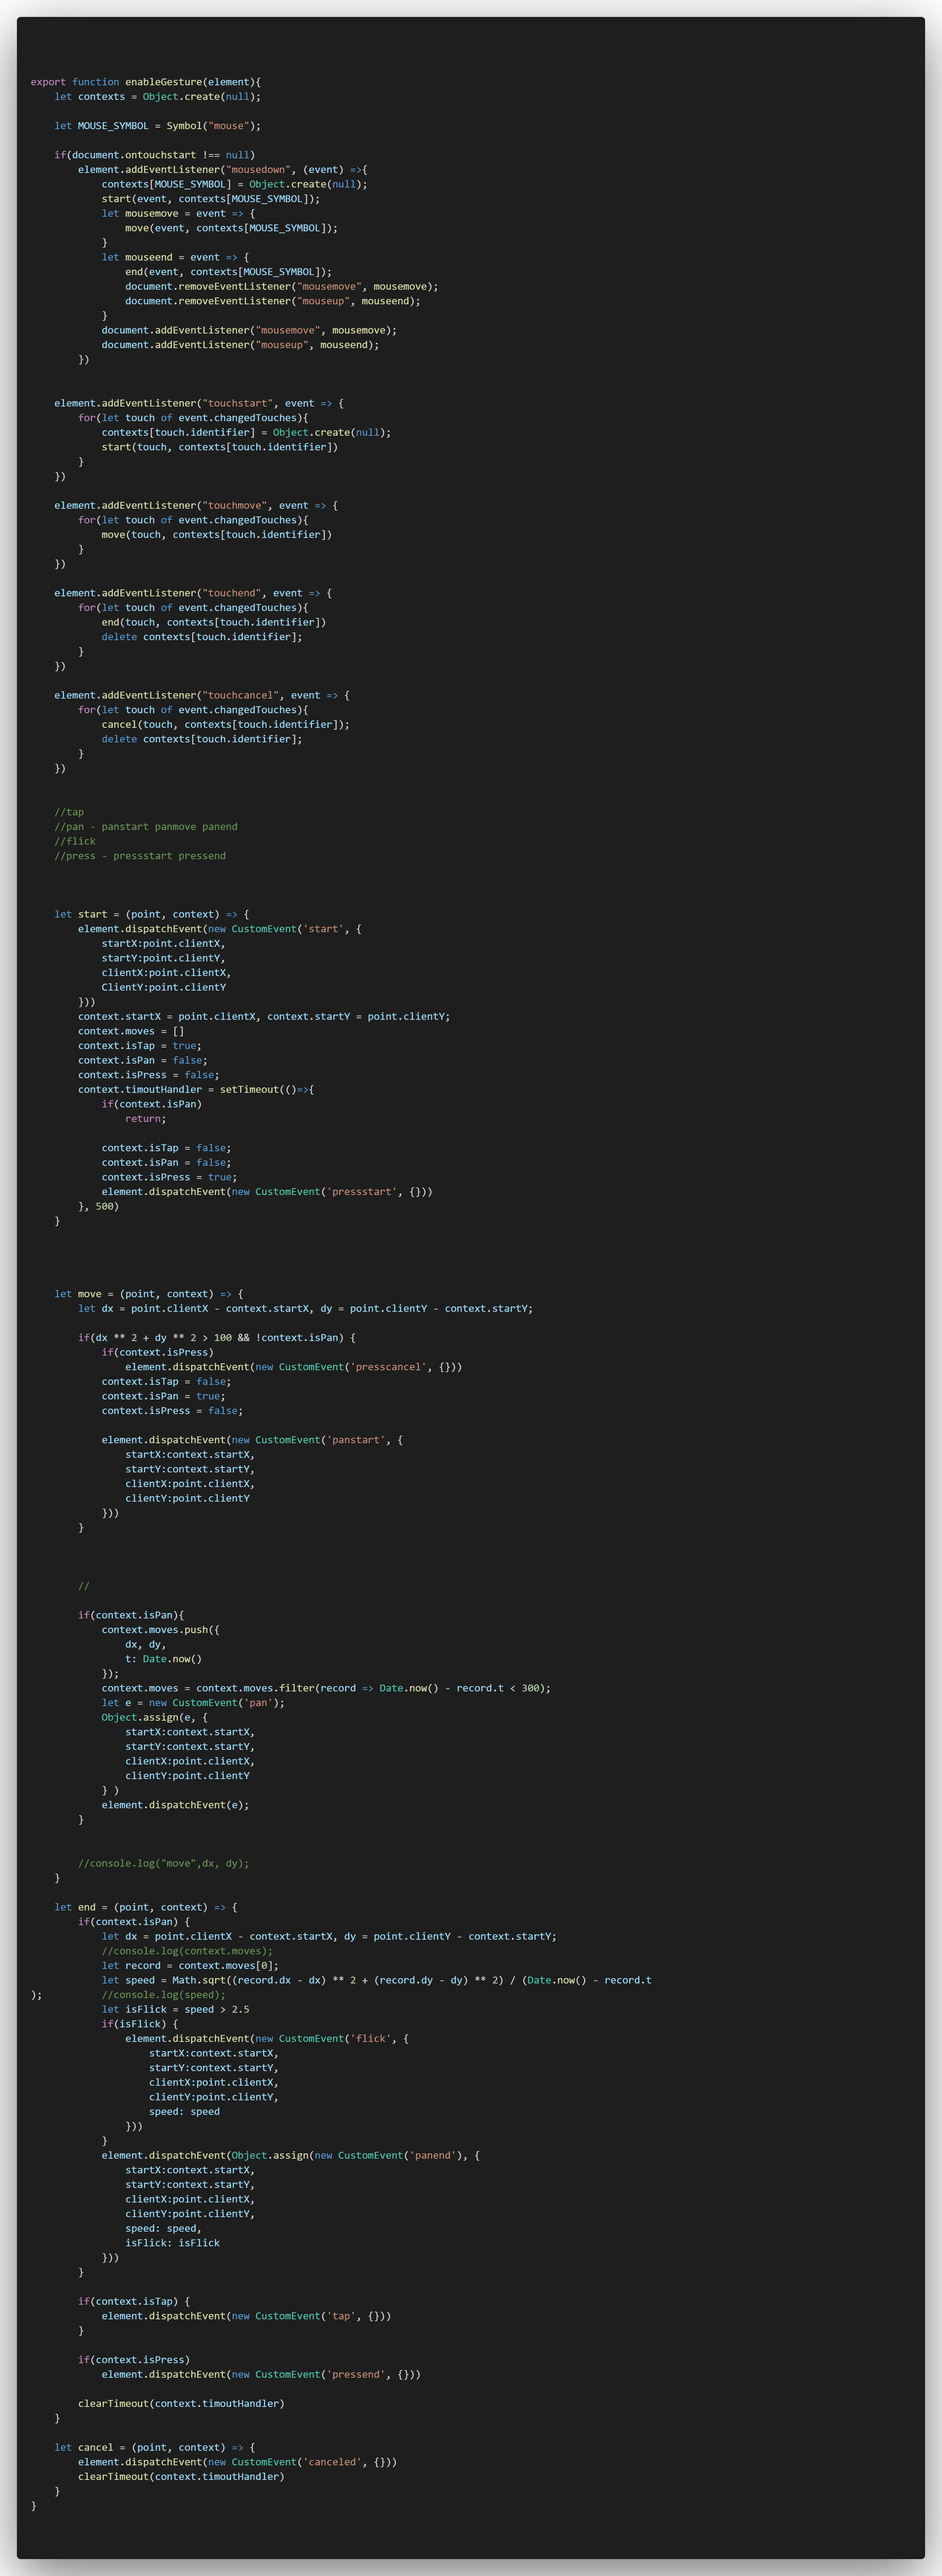 export function enableGesture(element){
    let contexts = Object.create(null);

    let MOUSE_SYMBOL = Symbol("mouse");

    if(document.ontouchstart !== null)
        element.addEventListener("mousedown", (event) =>{
            contexts[MOUSE_SYMBOL] = Object.create(null);
            start(event, contexts[MOUSE_SYMBOL]);
            let mousemove = event => {
                move(event, contexts[MOUSE_SYMBOL]);
            }
            let mouseend = event => {
                end(event, contexts[MOUSE_SYMBOL]);
                document.removeEventListener("mousemove", mousemove);
                document.removeEventListener("mouseup", mouseend);
            }
            document.addEventListener("mousemove", mousemove);
            document.addEventListener("mouseup", mouseend);
        })


    element.addEventListener("touchstart", event => {
        for(let touch of event.changedTouches){
            contexts[touch.identifier] = Object.create(null);
            start(touch, contexts[touch.identifier])
        }
    })

    element.addEventListener("touchmove", event => {
        for(let touch of event.changedTouches){
            move(touch, contexts[touch.identifier])
        }
    })

    element.addEventListener("touchend", event => {
        for(let touch of event.changedTouches){
            end(touch, contexts[touch.identifier])
            delete contexts[touch.identifier];
        }
    })

    element.addEventListener("touchcancel", event => {
        for(let touch of event.changedTouches){
            cancel(touch, contexts[touch.identifier]);
            delete contexts[touch.identifier];
        }
    })


    //tap
    //pan - panstart panmove panend
    //flick
    //press - pressstart pressend



    let start = (point, context) => {
        element.dispatchEvent(new CustomEvent('start', {
            startX:point.clientX,
            startY:point.clientY,
            clientX:point.clientX,
            ClientY:point.clientY
        }))
        context.startX = point.clientX, context.startY = point.clientY;
        context.moves = []
        context.isTap = true;
        context.isPan = false;
        context.isPress = false;
        context.timoutHandler = setTimeout(()=>{
            if(context.isPan)
                return;

            context.isTap = false;
            context.isPan = false;
            context.isPress = true;
            element.dispatchEvent(new CustomEvent('pressstart', {}))
        }, 500)
    }




    let move = (point, context) => {
        let dx = point.clientX - context.startX, dy = point.clientY - context.startY;

        if(dx ** 2 + dy ** 2 > 100 && !context.isPan) {
            if(context.isPress)
                element.dispatchEvent(new CustomEvent('presscancel', {}))
            context.isTap = false;
            context.isPan = true;
            context.isPress = false;

            element.dispatchEvent(new CustomEvent('panstart', {
                startX:context.startX,
                startY:context.startY,
                clientX:point.clientX,
                clientY:point.clientY
            }))
        }



        //

        if(context.isPan){
            context.moves.push({
                dx, dy,
                t: Date.now()
            });
            context.moves = context.moves.filter(record => Date.now() - record.t < 300);
            let e = new CustomEvent('pan');
            Object.assign(e, {
                startX:context.startX,
                startY:context.startY,
                clientX:point.clientX,
                clientY:point.clientY
            } )
            element.dispatchEvent(e);
        }


        //console.log("move",dx, dy);
    }

    let end = (point, context) => {
        if(context.isPan) {
            let dx = point.clientX - context.startX, dy = point.clientY - context.startY;
            //console.log(context.moves);
            let record = context.moves[0];
            let speed = Math.sqrt((record.dx - dx) ** 2 + (record.dy - dy) ** 2) / (Date.now() - record.t
);          //console.log(speed);
            let isFlick = speed > 2.5
            if(isFlick) {
                element.dispatchEvent(new CustomEvent('flick', {
                    startX:context.startX,
                    startY:context.startY,
                    clientX:point.clientX,
                    clientY:point.clientY,
                    speed: speed
                }))
            }
            element.dispatchEvent(Object.assign(new CustomEvent('panend'), {
                startX:context.startX,
                startY:context.startY,
                clientX:point.clientX,
                clientY:point.clientY,
                speed: speed,
                isFlick: isFlick
            }))
        }

        if(context.isTap) {
            element.dispatchEvent(new CustomEvent('tap', {}))
        }

        if(context.isPress)
            element.dispatchEvent(new CustomEvent('pressend', {}))

        clearTimeout(context.timoutHandler)
    }

    let cancel = (point, context) => {
        element.dispatchEvent(new CustomEvent('canceled', {}))
        clearTimeout(context.timoutHandler)
    }
}